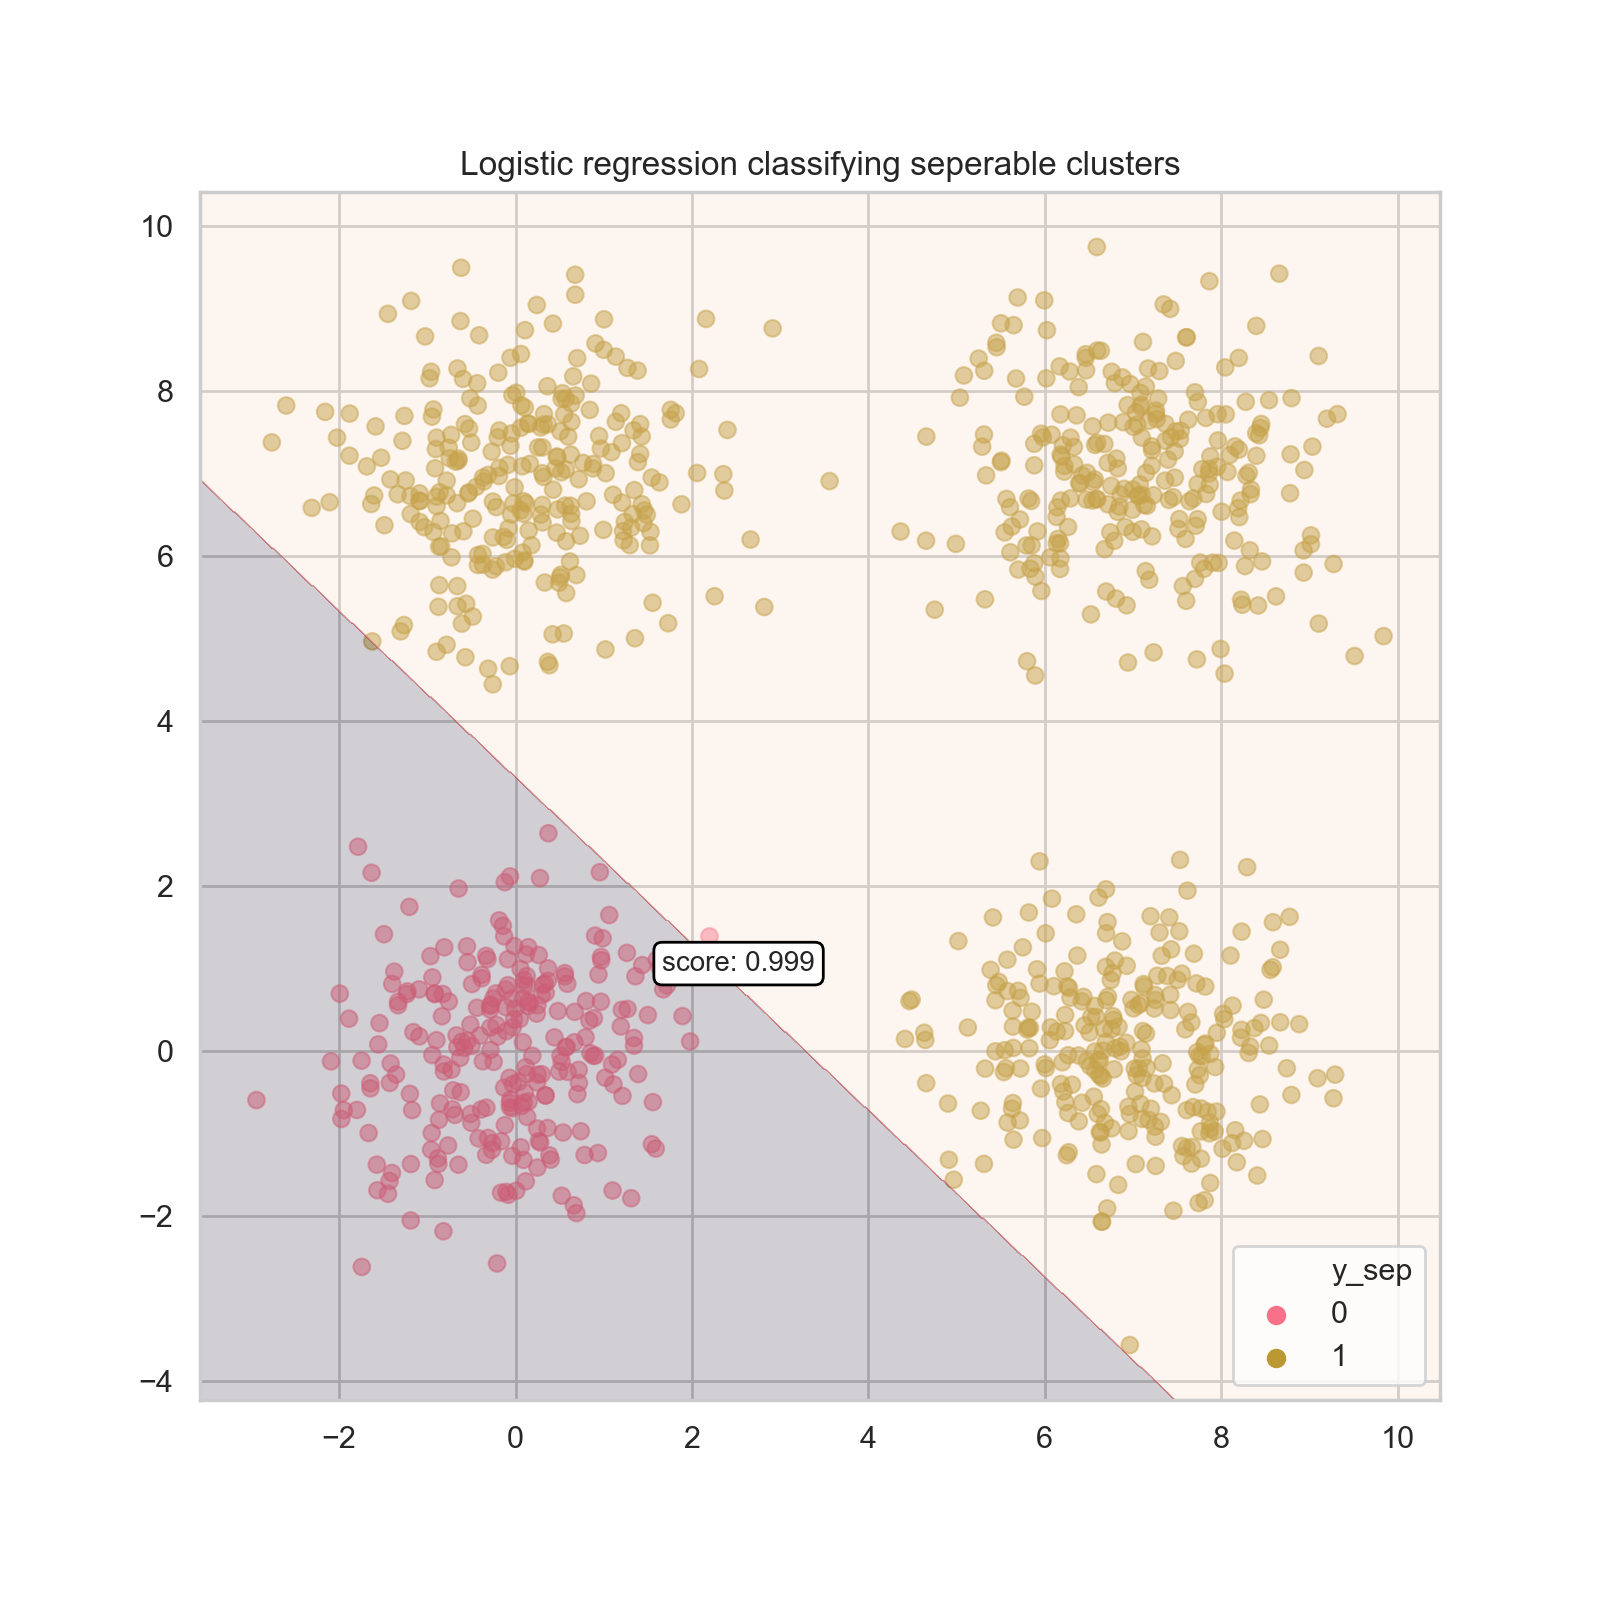 Logistic regression classifying seperable clusters
10
8
6
4
2
0
−2
−4
score: 0.999
y_sep
0
1
−2 0 2 4 6 8 10